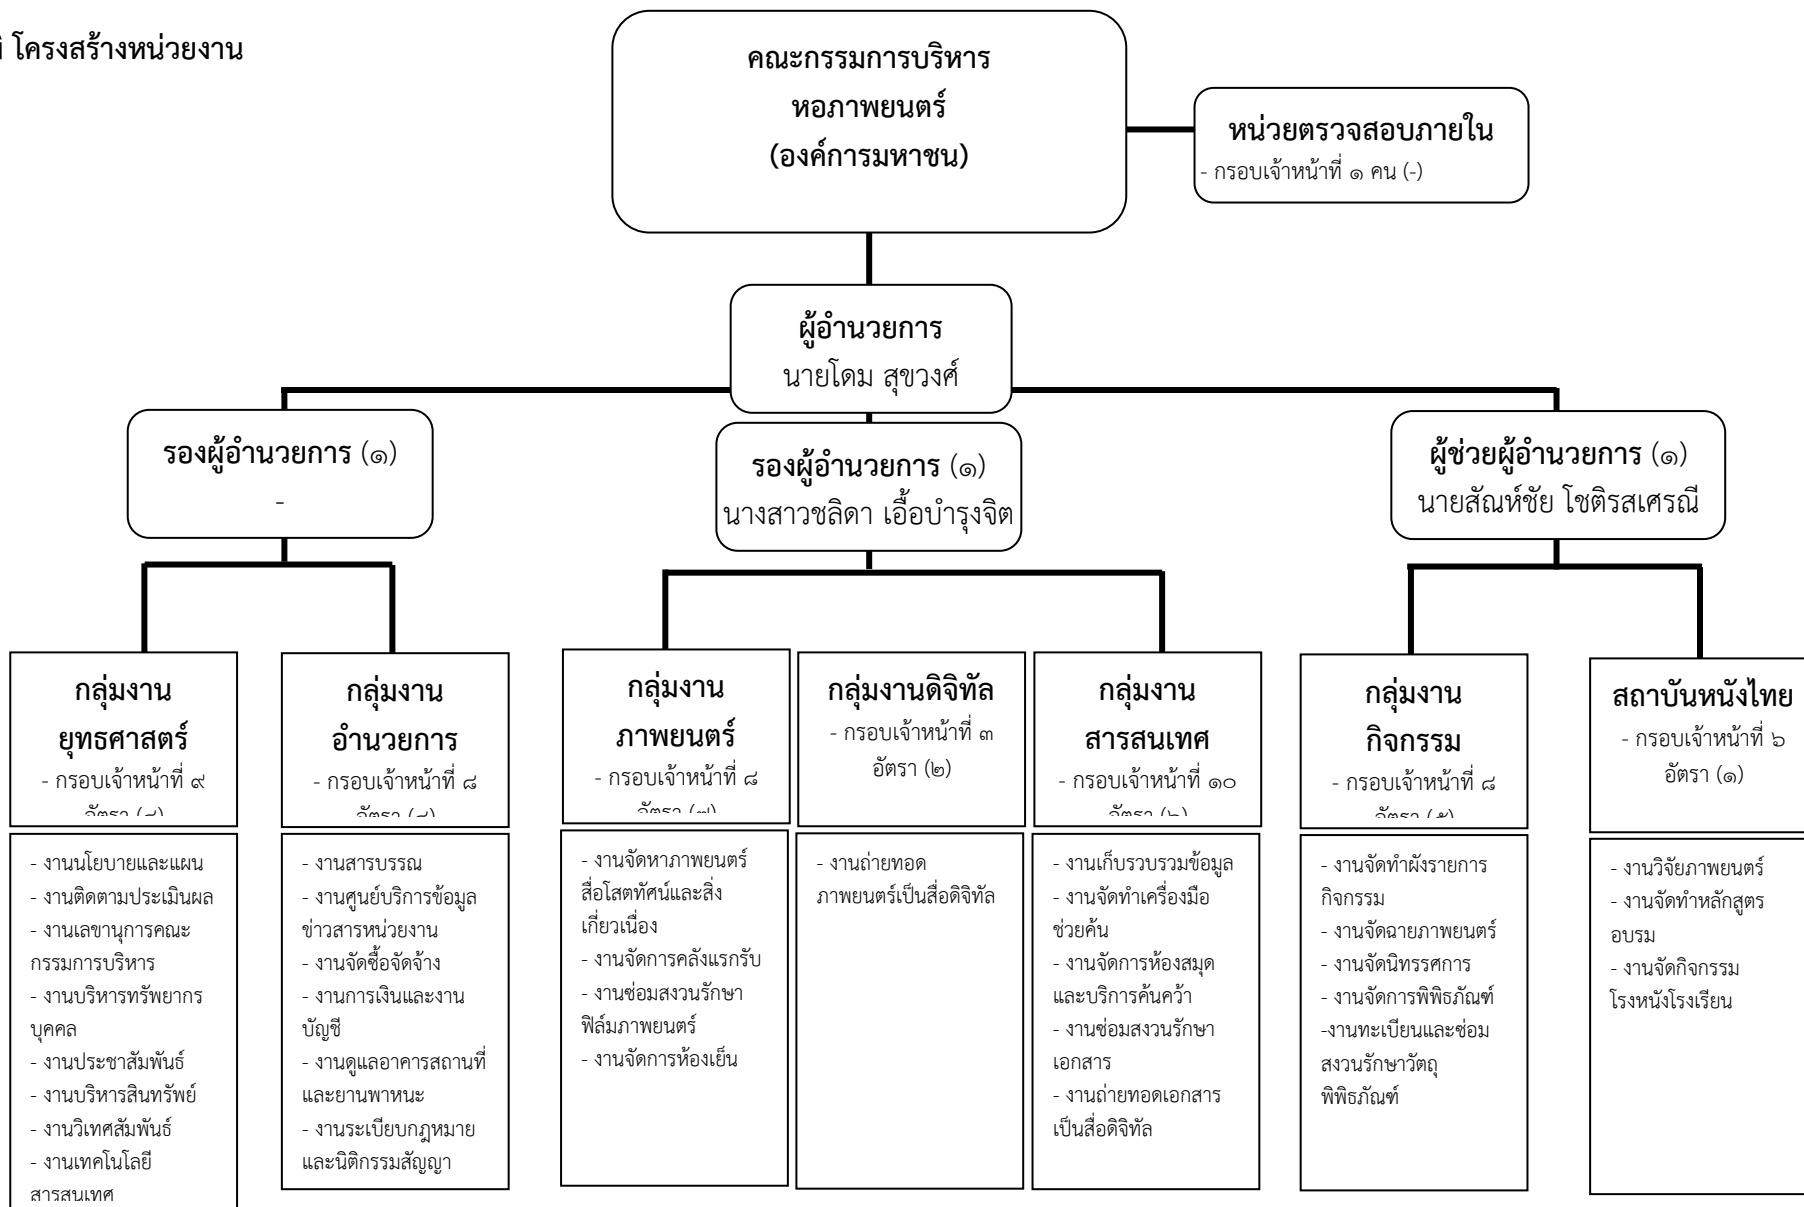 โครงสร้างหน่วยงาน
คณะกรรมการบริหาร
หอภาพยนตร์
(องค์การมหาชน)
หน่วยตรวจสอบภายใน
- กรอบเจ้าหน้าที่ ๑ คน (-)
ผู้อำนวยการ
นายโดม สุขวงศ์
รองผู้อำนวยการ (๑)
-
รองผู้อำนวยการ (๑)
นางสาวชลิดา เอื้อบำรุงจิต
ผู้ช่วยผู้อำนวยการ (๑)
นายสัณห์ชัย โชติรสเศรณี
กลุ่มงาน
ยุทธศาสตร์
- กรอบเจ้าหน้าที่ ๙
อัตรา
- งานนโยบายและแผน
- งานติดตามประเมินผล
- งานเลขานุการคณะ
กรรมการบริหาร
- งานบริหารทรัพยากร
บุคคล
- งานประชาสัมพันธ์
- งานบริหารสินทรัพย์
- งานวิเทศสัมพันธ์
- งานเทคโนโลยี
สารสนเทศ
กลุ่มงาน
อำนวยการ
- กรอบเจ้าหน้าที่ ๘
อัตรา
- งานสารบรรณ
- งานศูนย์บริการข้อมูล
ข่าวสารหน่วยงาน
- งานจัดซื้อจัดจ้าง
- งานการเงินและงาน
บัญชี
- งานดูแลอาคารสถานที่
และยานพาหนะ
- งานระเบียบกฎหมาย
และนิติกรรมสัญญา
กลุ่มงาน
ภาพยนตร์
- กรอบเจ้าหน้าที่ ๘
อัตรา (๗)
- งานจัดหาภาพยนตร์
สื่อโสตทัศน์และสิ่ง
เกี่ยวเนื่อง
- งานจัดการคลังแรกรับ
- งานซ่อมสงวนรักษา
ฟิล์มภาพยนตร์
- งานจัดการห้องเย็น
กลุ่มงานดิจิทัล
- กรอบเจ้าหน้าที่ ๓
อัตรา (๒)
- งานถ่ายทอด
ภาพยนตร์เป็นสื่อดิจิทัล
กลุ่มงาน
สารสนเทศ
- กรอบเจ้าหน้าที่ ๑๐
อัตรา (๖)
- งานเก็บรวบรวมข้อมูล
- งานจัดทำเครื่องมือ
ช่วยค้น
- งานจัดการห้องสมุด
และบริการค้นคว้า
- งานซ่อมสงวนรักษา
เอกสาร
- งานถ่ายทอดเอกสาร
เป็นสื่อดิจิทัล
กลุ่มงาน
กิจกรรม
- กรอบเจ้าหน้าที่ ๘
อัตรา (๕)
- งานจัดทำผังรายการ
กิจกรรม
- งานจัดฉายภาพยนตร์
- งานจัดนิทรรศการ
- งานจัดการพิพิธภัณฑ์
-งานทะเบียนและซ่อม
สงวนรักษาวัตถุ
พิพิธภัณฑ์
สถาบันหนังไทย
- กรอบเจ้าหน้าที่ ๖
อัตรา (๑)
- งานวิจัยภาพยนตร์
- งานจัดทำหลักสูตร
อบรม
- งานจัดกิจกรรม
โรงหนังโรงเรียน